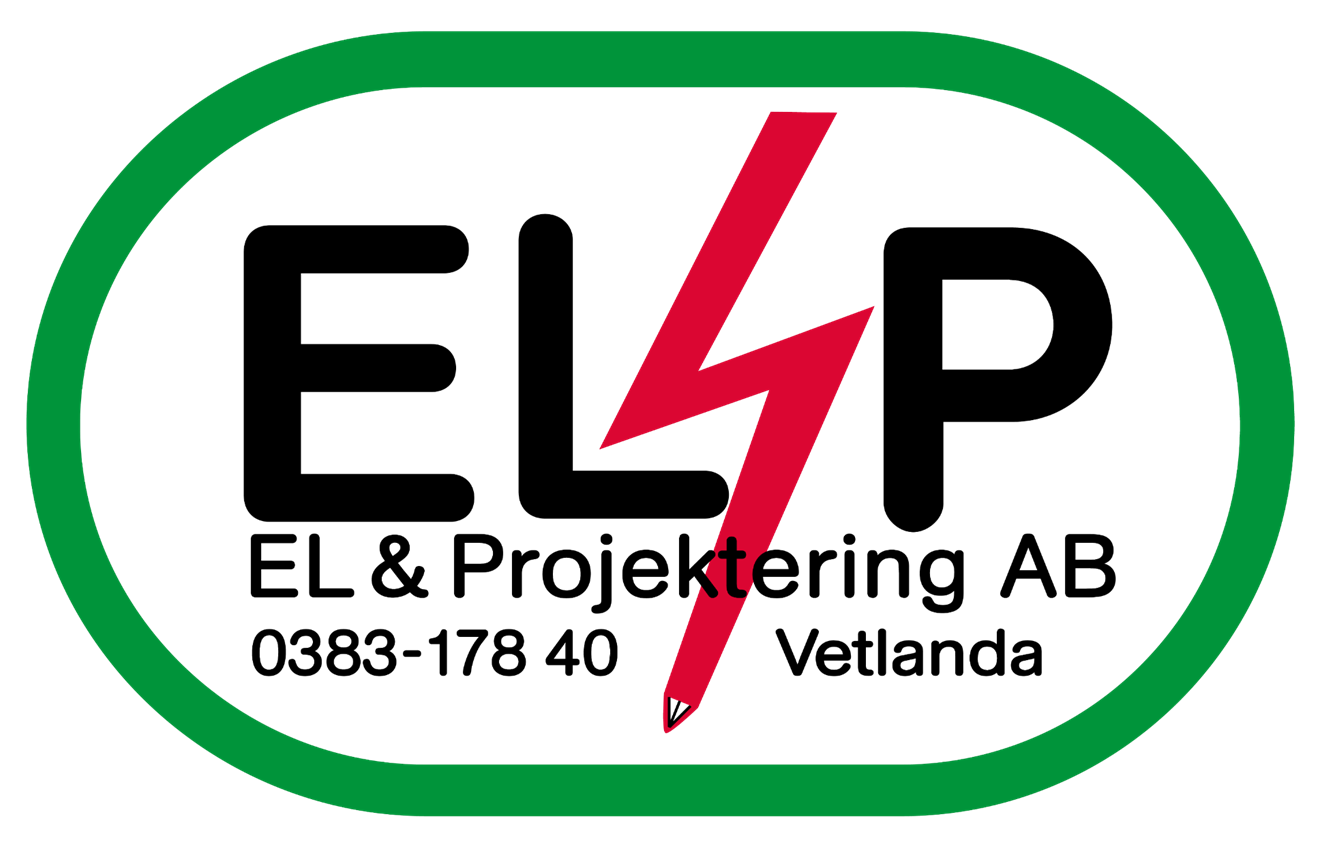 ELP
EL & Projektering AB
0383-178 40 Vetlanda